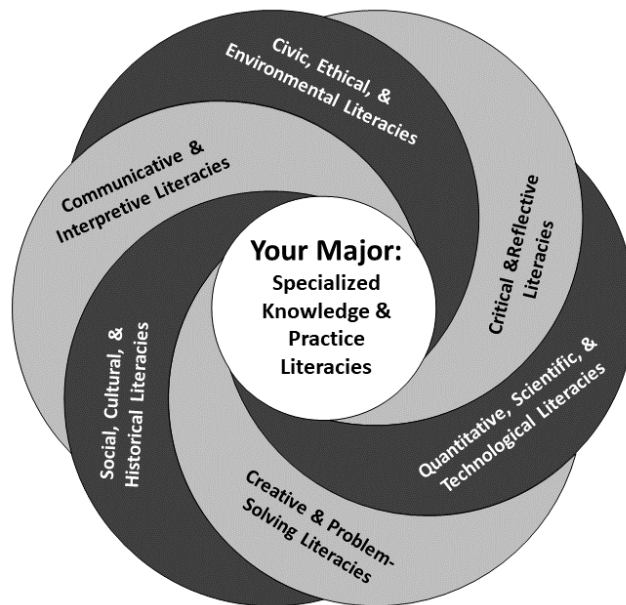 Civic, Ethical, &
Environmental Literacies
Communicative &
Interpretive Literacies
Critical &Reflective
Literacies
Your Major:
Specialized
Knowledge &
Practice
Literacies
Social, Cultural, &
Historical Literacies
Quantitative, Scientific, &
Technological Literacies
Creative & Problem-
Solving Literacies